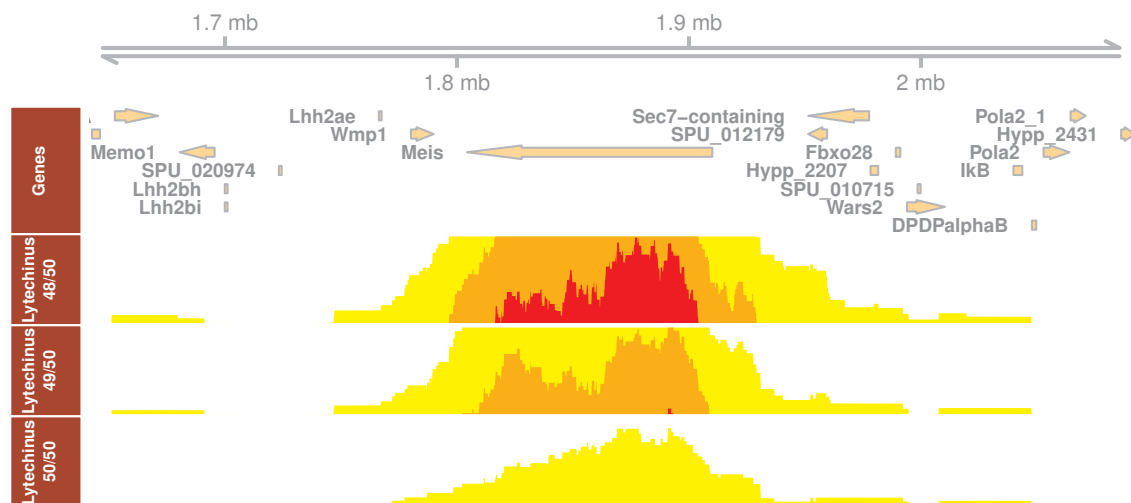 1.7 mb
1.9 mb
1.8 mb
2 mb
Genes
Lhh2ae
Sec7-containing
Pola2_1
Wmp1
SPU_012179
Hypp_2431
Memo1
Meis
Fbxo28
Pola2
SPU_020974
Hypp_2207
IkB
Lhh2bh
SPU_010715
Lhh2bi
Wars2
DPDPalphaB
Lytechinus
48/50
Lytechinus
49/50
Lytechinus
50/50